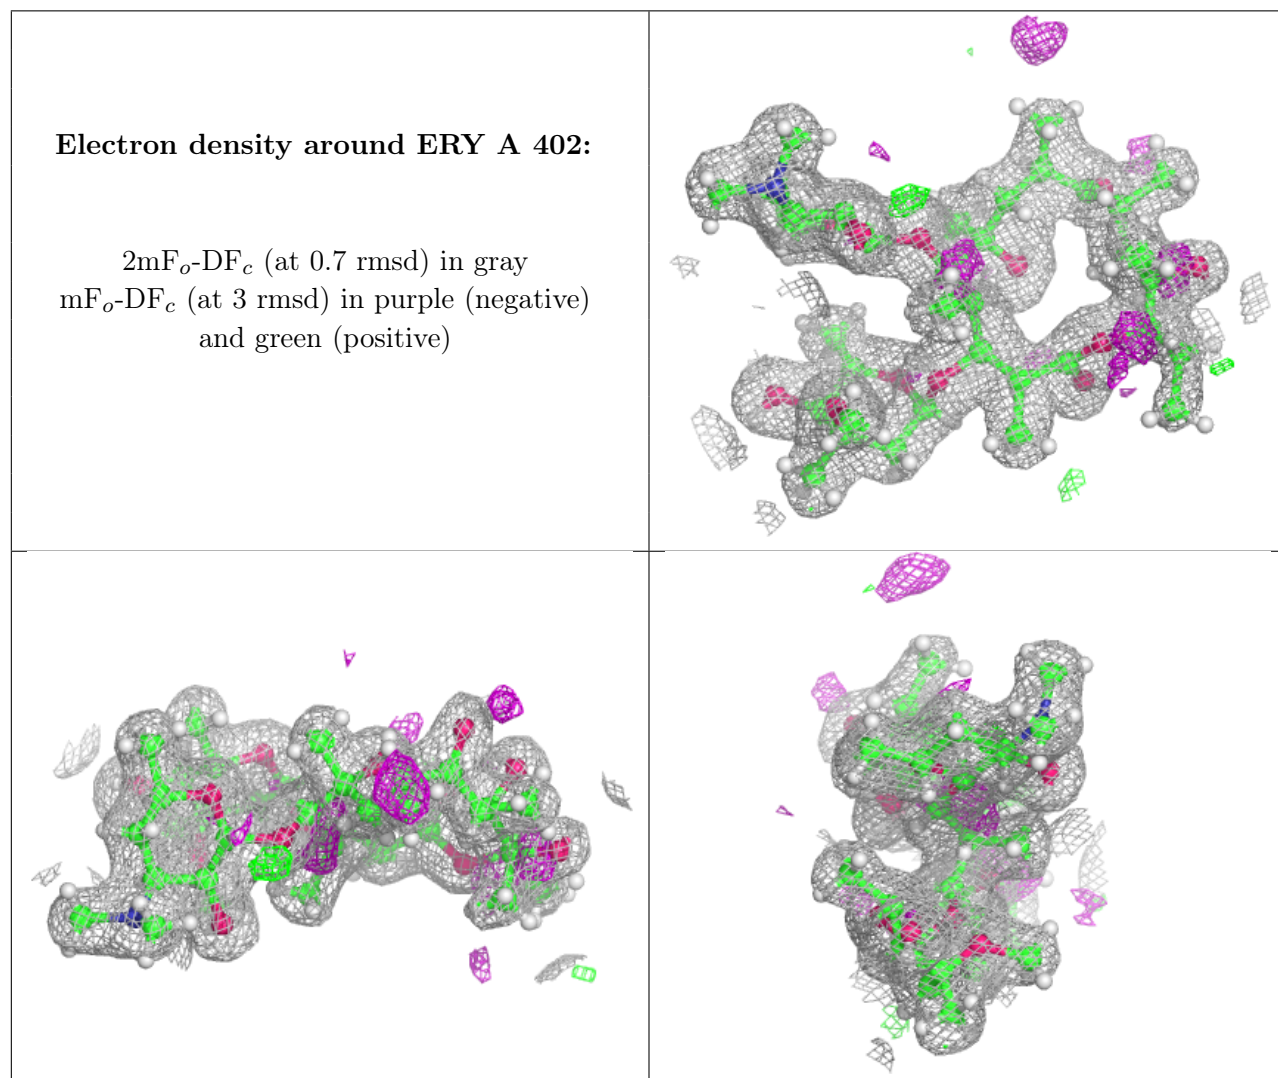 Electron density around ERY A 402:
2mFo-DFc (at 0.7 rmsd) in gray
mFo-DFc (at 3 rmsd) in purple (negative)
and green (positive)